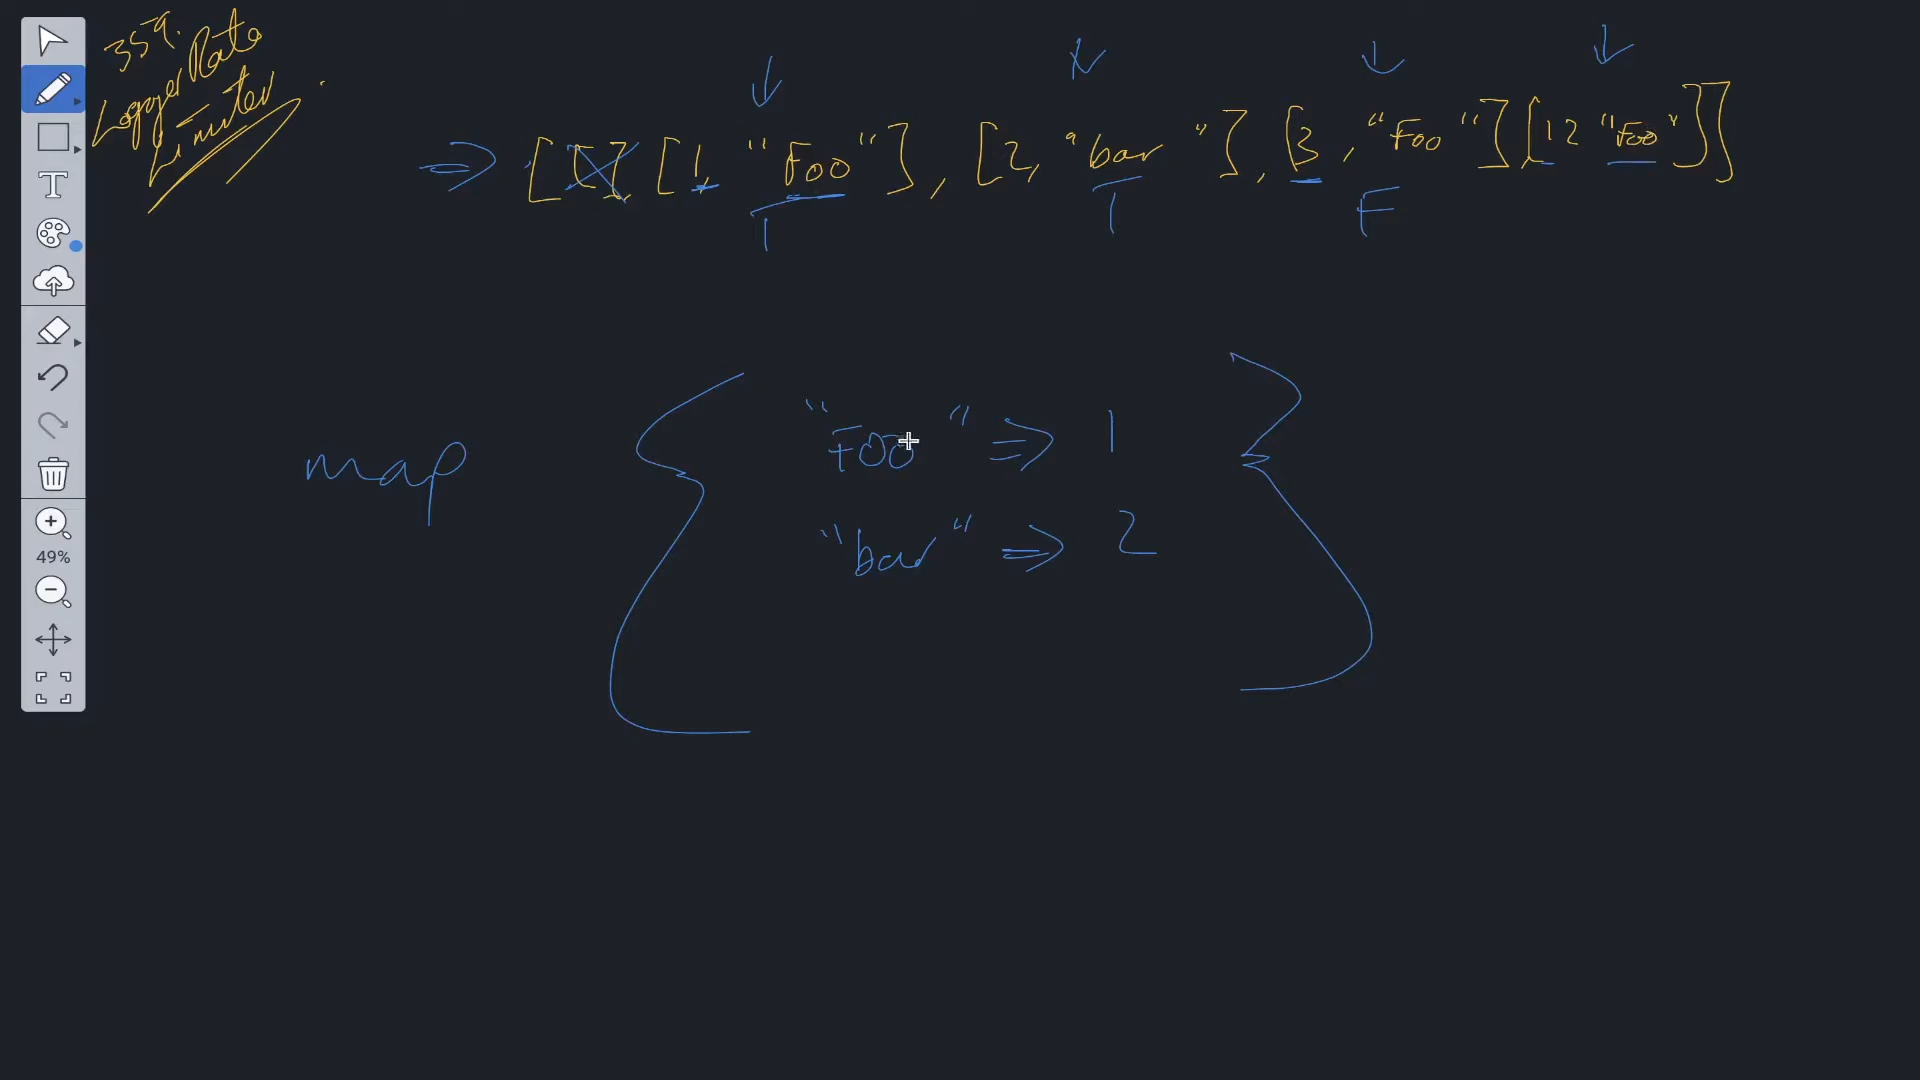 359.
Logger Rate
Limiter
⇒ [ [ ], [1, "Foo"], [2, "bar"], [3, "Foo"] [12 "Foo"]]
T T F
map { "Foo" ⇒ 1
"bar" ⇒ 2 }
49%